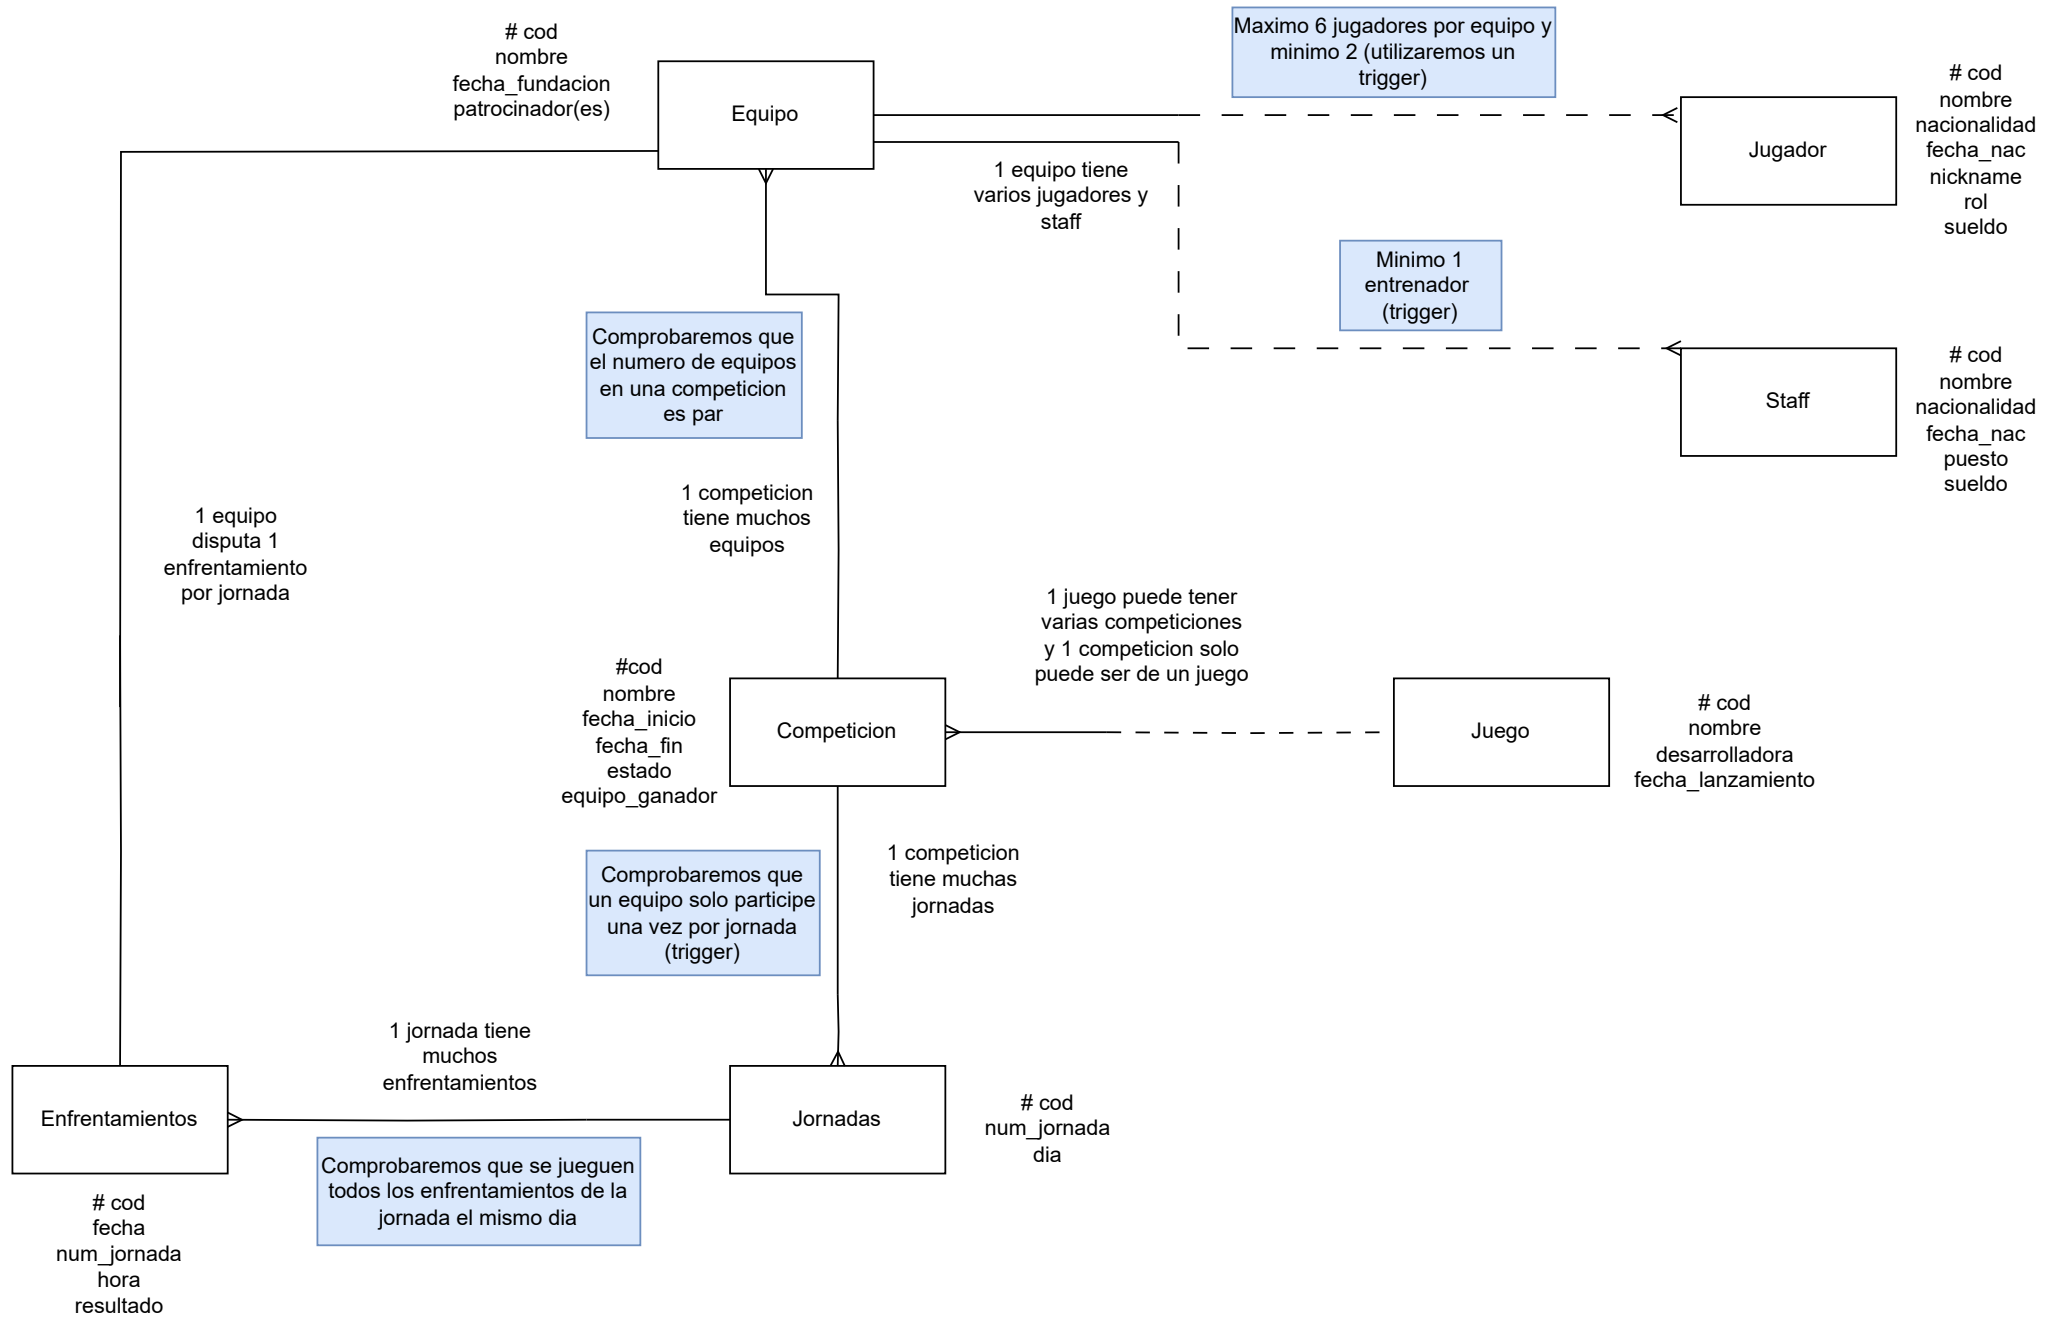 # cod
nombre
fecha_fundacion
patrocinador(es)
Equipo
Maximo 6 jugadores por equipo y
minimo 2 (utilizaremos un
trigger)
# cod
nombre
nacionalidad
fecha_nac
nickname
rol
sueldo
Jugador
1 equipo tiene
varios jugadores y
staff
Minimo 1
entrenador
(trigger)
Staff
# cod
nombre
nacionalidad
fecha_nac
puesto
sueldo
Comprobaremos que
el numero de equipos
en una competicion
es par
1 competicion
tiene muchos
equipos
1 equipo
disputa 1
enfrentamiento
por jornada
1 juego puede tener
varias competiciones
y 1 competicion solo
puede ser de un juego
#cod
nombre
fecha_inicio
fecha_fin
estado
equipo_ganador
Competicion
Juego
# cod
nombre
desarrolladora
fecha_lanzamiento
Comprobaremos que
un equipo solo participe
una vez por jornada
(trigger)
1 competicion
tiene muchas
jornadas
1 jornada tiene
muchos
enfrentamientos
Enfrentamientos
Jornadas
# cod
num_jornada
dia
Comprobaremos que se jueguen
todos los enfrentamientos de la
jornada el mismo dia
# cod
fecha
num_jornada
hora
resultado